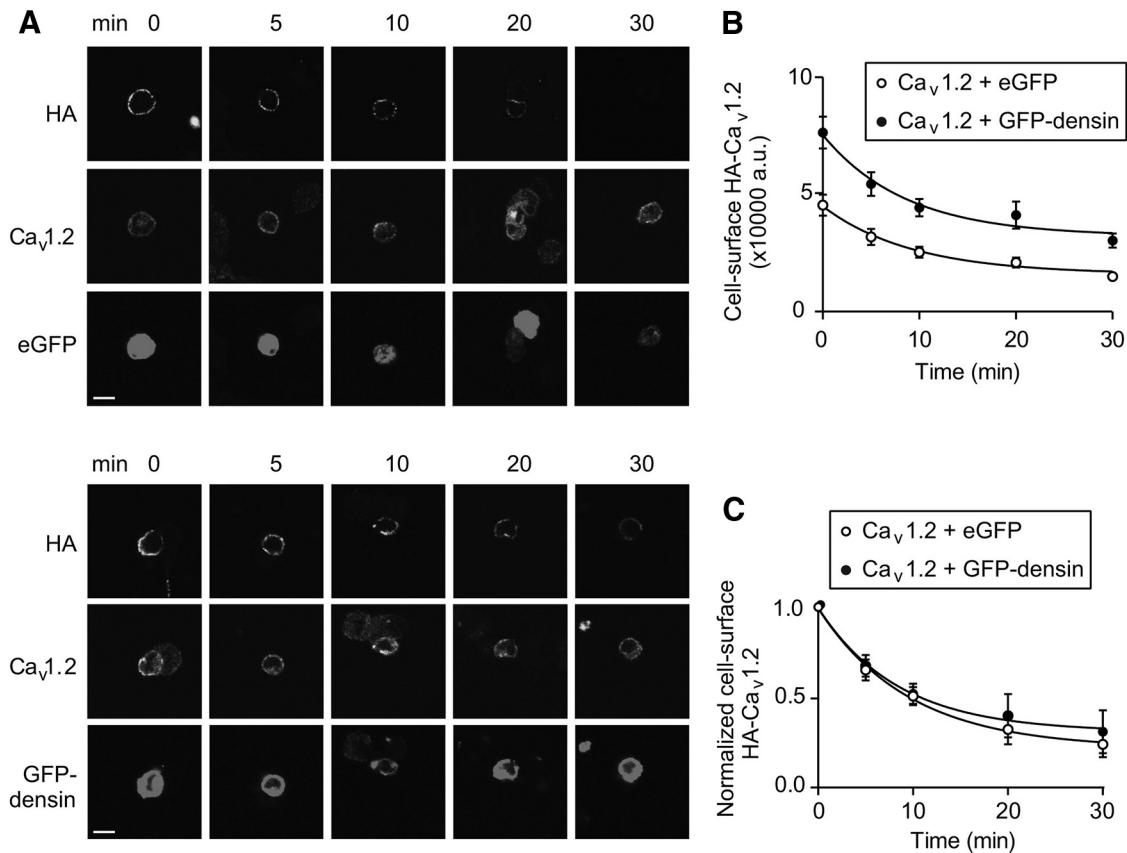 A
min 0 5 10 20 30
HA
Cav1.2
eGFP
min 0 5 10 20 30
HA
Cav1.2
GFP-
densin
B
Cav1.2 + eGFP
Cav1.2 + GFP-densin
10
5
0
Cell-surface HA-Cav1.2
(x10000 a.u.)
0 10 20 30
Time (min)
C
Cav1.2 + eGFP
Cav1.2 + GFP-densin
1.0
0.5
0.0
Normalized cell-surface
HA-Cav1.2
0 10 20 30
Time (min)